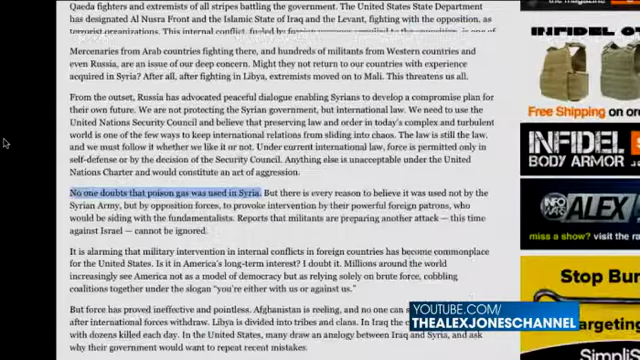 Qaeda fighters and extremists of all stripes battling the government. The United States State Department
has designated Al Nusra Front and the Islamic State of Iraq and the Levant, fighting with the opposition, as
terrorist organizations. This internal conflict, fueled by foreign
Mercenaries from Arab countries fighting there, and hundreds of militants from Western countries and
even Russia, are an issue of our deep concern. Might they not return to our countries with experience
acquired in Syria? After all, after fighting in Libya, extremists moved on to Mali. This threatens us all.
From the outset, Russia has advocated peaceful dialogue enabling Syrians to develop a compromise plan for
their own future. We are not protecting the Syrian government, but international law. We need to use the
United Nations Security Council and believe that preserving law and order in today's complex and turbulent
world is one of the few ways to keep international relations from sliding into chaos. The law is still the law,
and we must follow it whether we like it or not. Under current international law, force is permitted only in
self-defense or by the decision of the Security Council. Anything else is unacceptable under the United
Nations Charter and would constitute an act of aggression.
No one doubts that poison gas was used in Syria. But there is every reason to believe it was used not by the
Syrian Army, but by opposition forces, to provoke intervention by their powerful foreign patrons, who
would be siding with the fundamentalists. Reports that militants are preparing another attack — this time
against Israel — cannot be ignored.
It is alarming that military intervention in internal conflicts in foreign countries has become commonplace
for the United States. Is it in America's long-term interest? I doubt it. Millions around the world
increasingly see America not as a model of democracy but as relying solely on brute force, cobbling
coalitions together under the slogan "you're either with us or against us."
But force has proved ineffective and pointless. Afghanistan is reeling, and no one can
after international forces withdraw. Libya is divided into tribes and clans. In Iraq the
with dozens killed each day. In the United States, many draw an analogy between Iraq and Syria, and ask
why their government would want to repeat recent mistakes.
the magazine
INFIDEL
Free Shipping on
INFIDEL
BODY ARMOR
INFO
WARS
ALEX
miss a show? visit the
Stop Bu
Targeting
SimpliS
YOUTUBE.COM/
THEALEXJONESCHANNEL